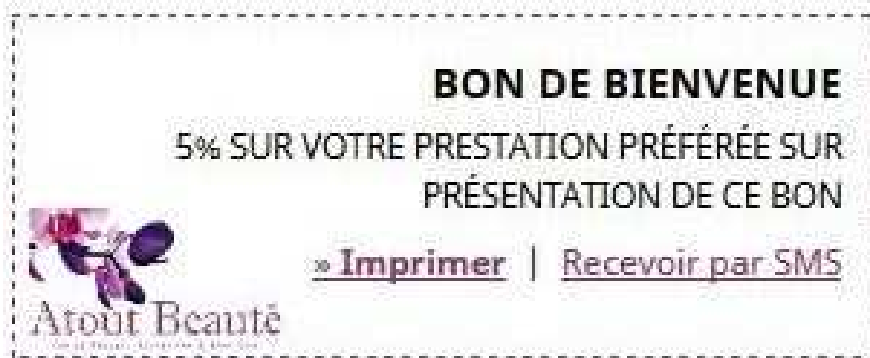 BON DE BIENVENUE
5% SUR VOTRE PRESTATION PRÉFÉRÉE SUR
PRÉSENTATION DE CE BON
» Imprimer | Recevoir par SMS
Atout Beauté